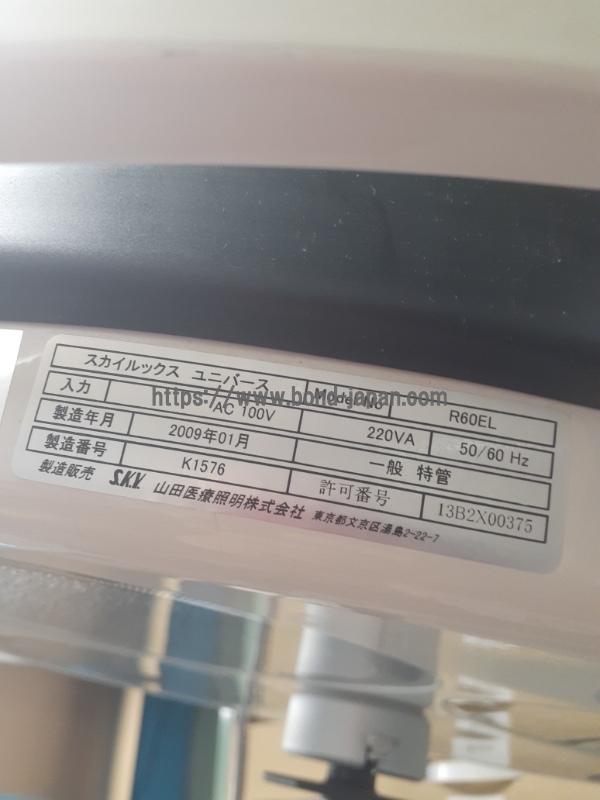 スカイルックス ユニバース Model NO R60EL
入力 AC 100V 220VA 50/60 Hz
製造年月 2009年01月 一般 特管
製造番号 K1576 許可番号 13B2X00375
製造販売 S.K.Y. 山田医療照明株式会社 東京都文京区湯島2-22-7
https://www.bond-japan.com